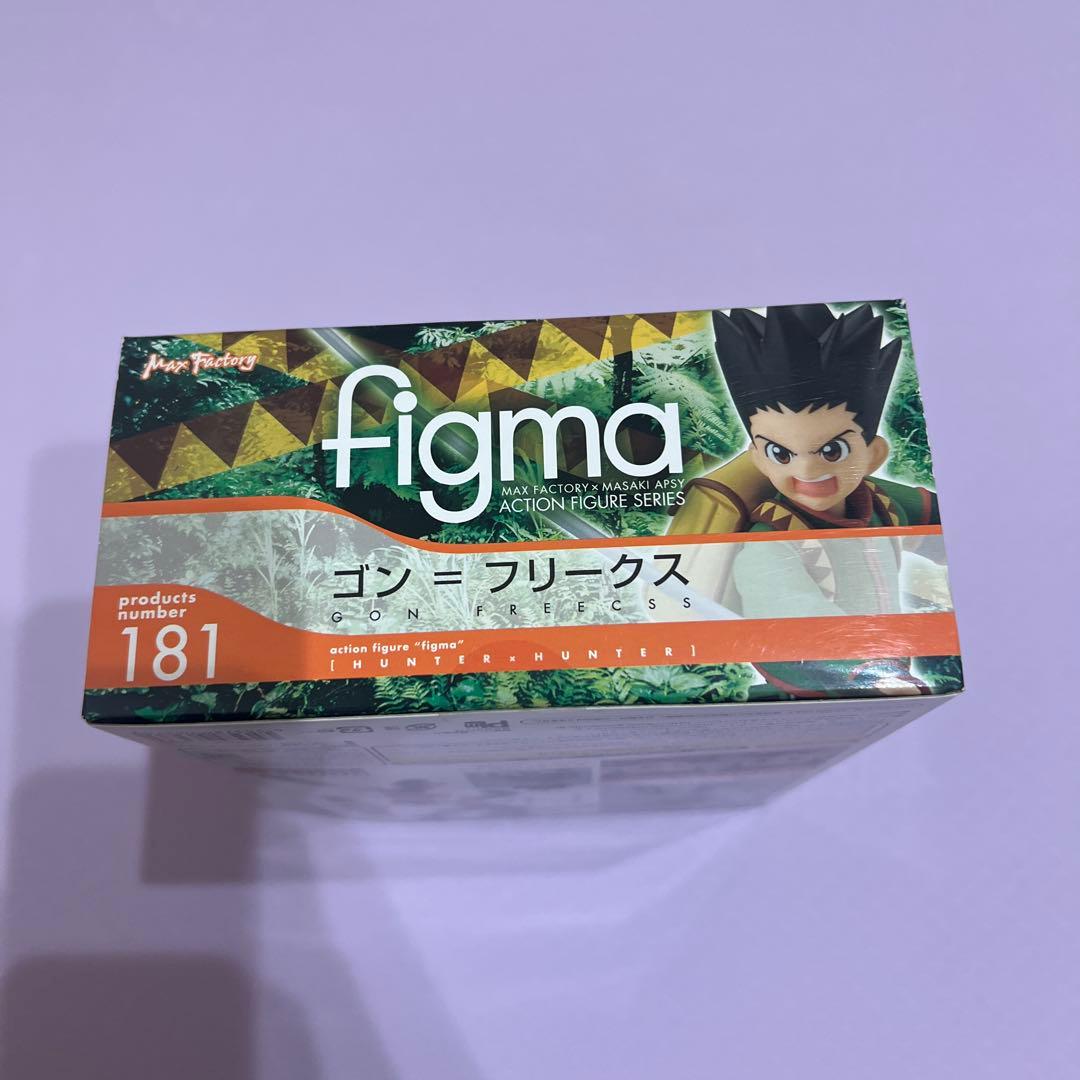 Max Factory
figma
MAX FACTORY × MASAKI APSY
ACTION FIGURE SERIES
ゴン = フリークス
GON FREECSS
products
number
181
action figure "figma"
[ HUNTER × HUNTER ]